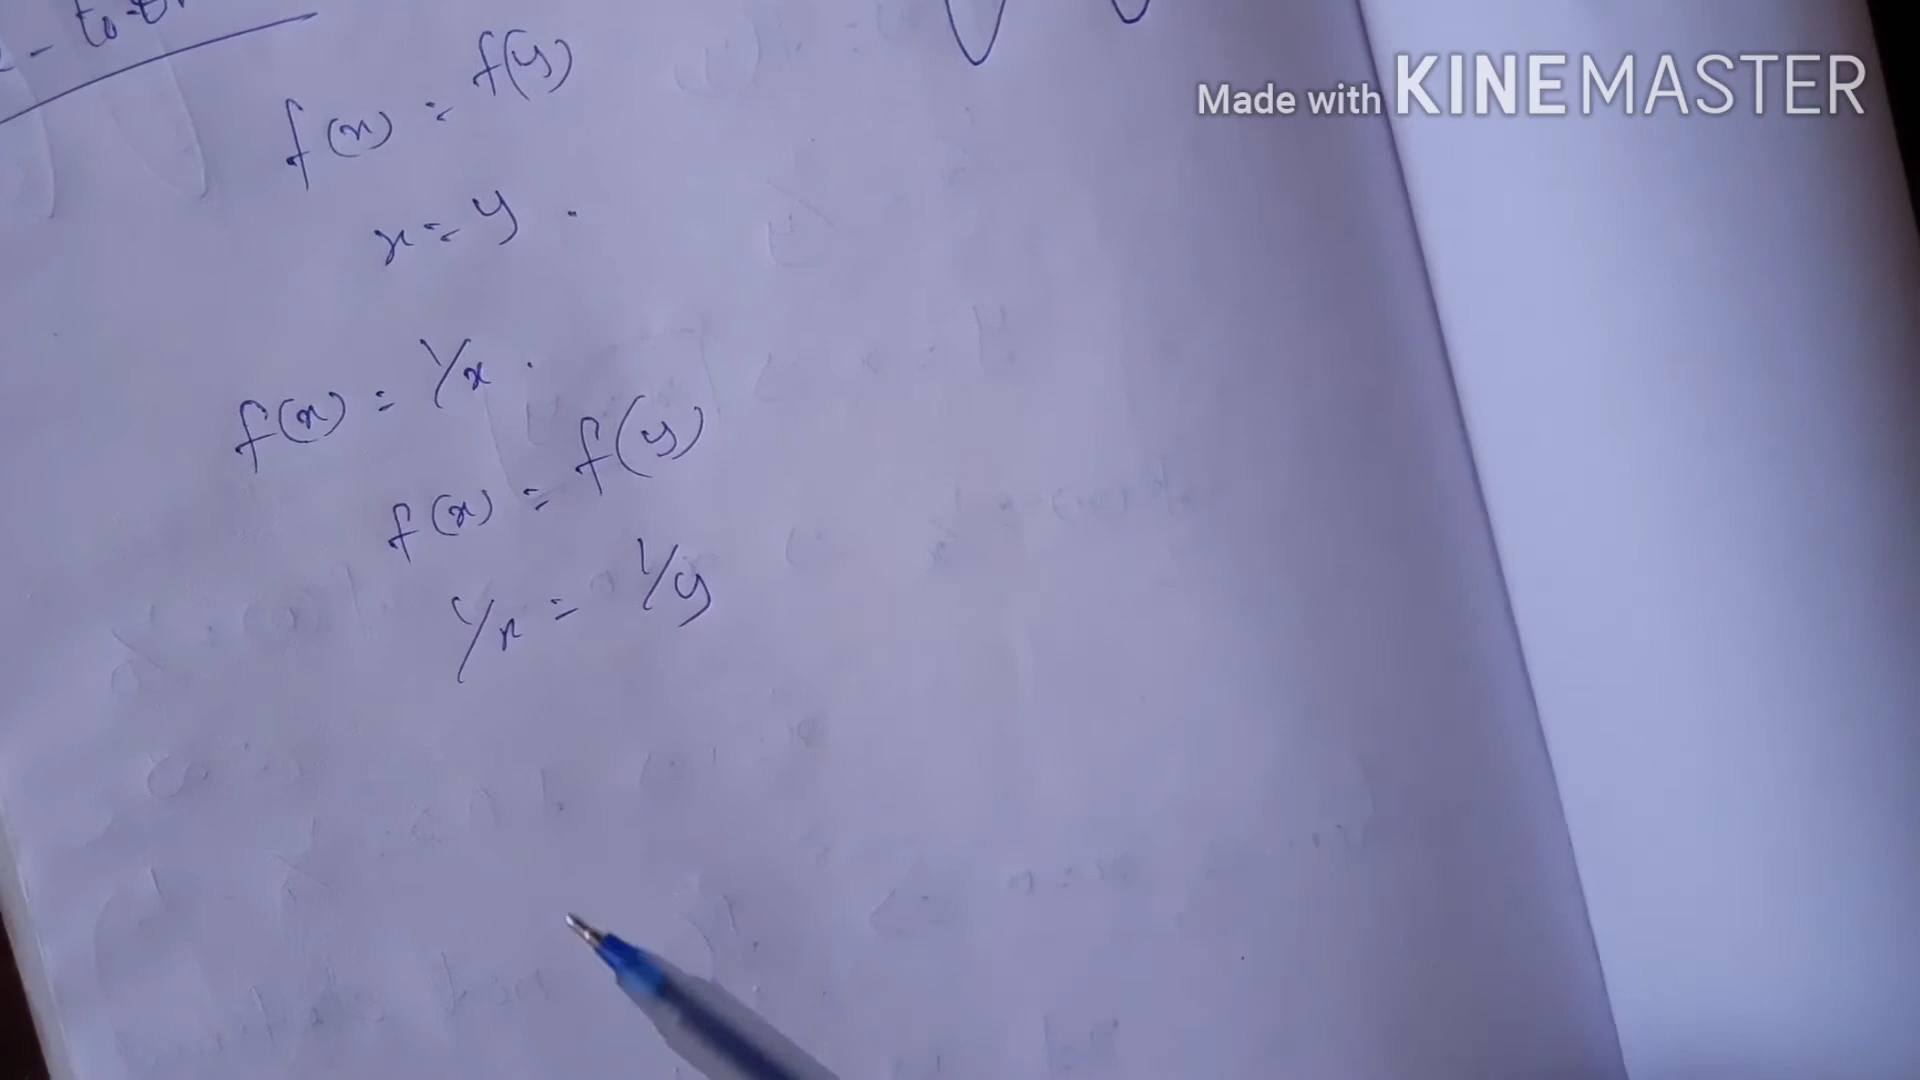 f(x) = f(y)
x = y .
f(x) = 1/x .
f(x) = f(y)
1/x = 1/y
Made with KINEMASTER